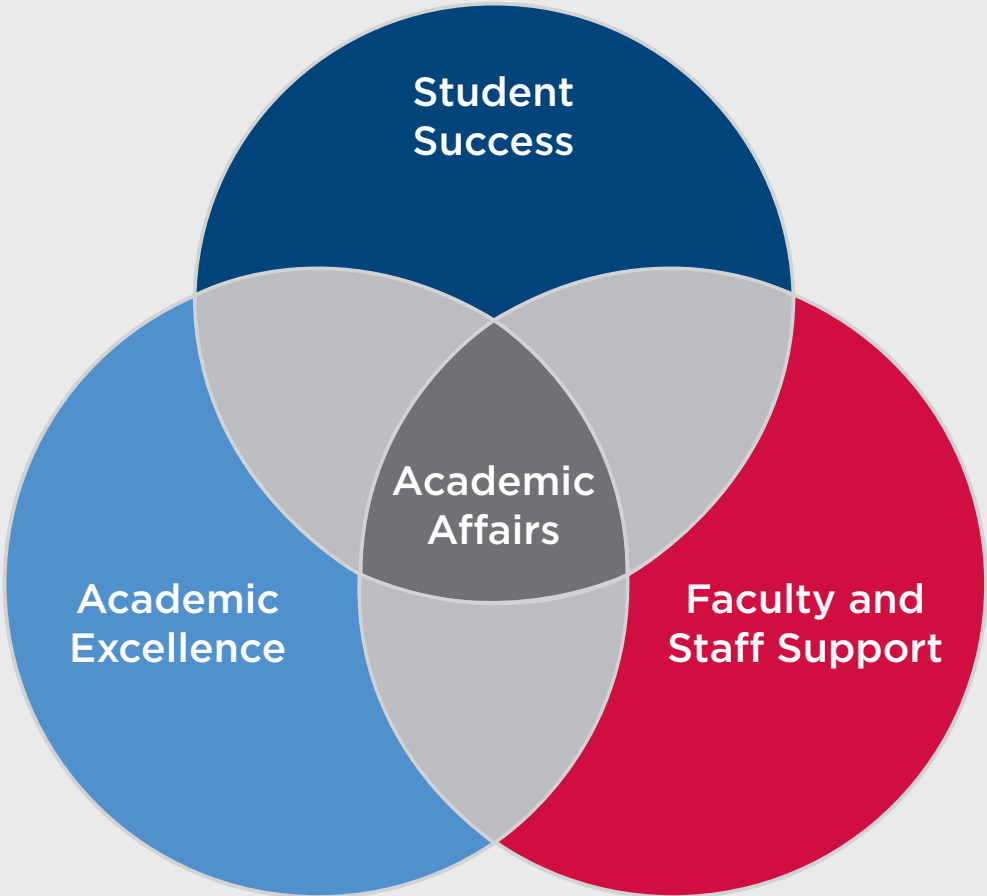 Student
Success
Academic
Affairs
Academic
Excellence
Faculty and
Staff Support